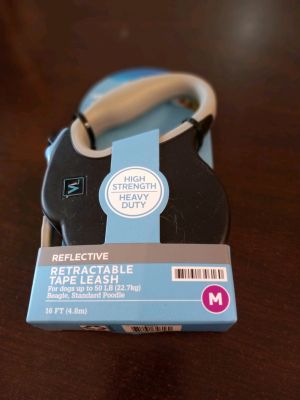 HIGH
STRENGTH
HEAVY
DUTY
REFLECTIVE
RETRACTABLE
TAPE LEASH
For dogs up to 50 LB (22.7kg)
Beagle, Standard Poodle
M
16 FT (4.8m)